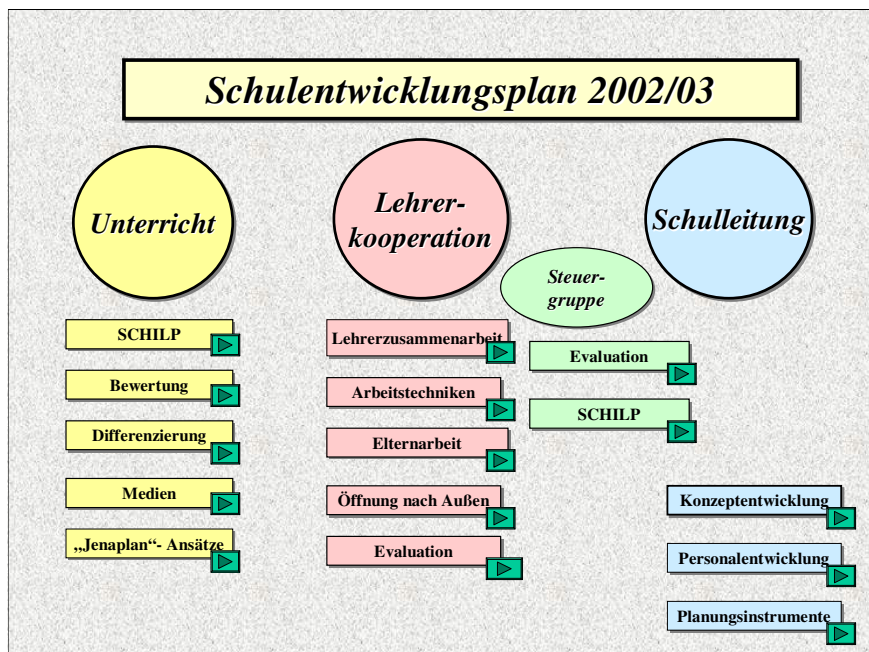 Schulentwicklungsplan 2002/03
Unterricht
Lehrer-
kooperation
Schulleitung
Steuer-
gruppe
SCHILP
Bewertung
Differenzierung
Medien
„Jenaplan“- Ansätze
Lehrerzusammenarbeit
Arbeitstechniken
Elternarbeit
Öffnung nach Außen
Evaluation
Evaluation
SCHILP
Konzeptentwicklung
Personalentwicklung
Planungsinstrumente